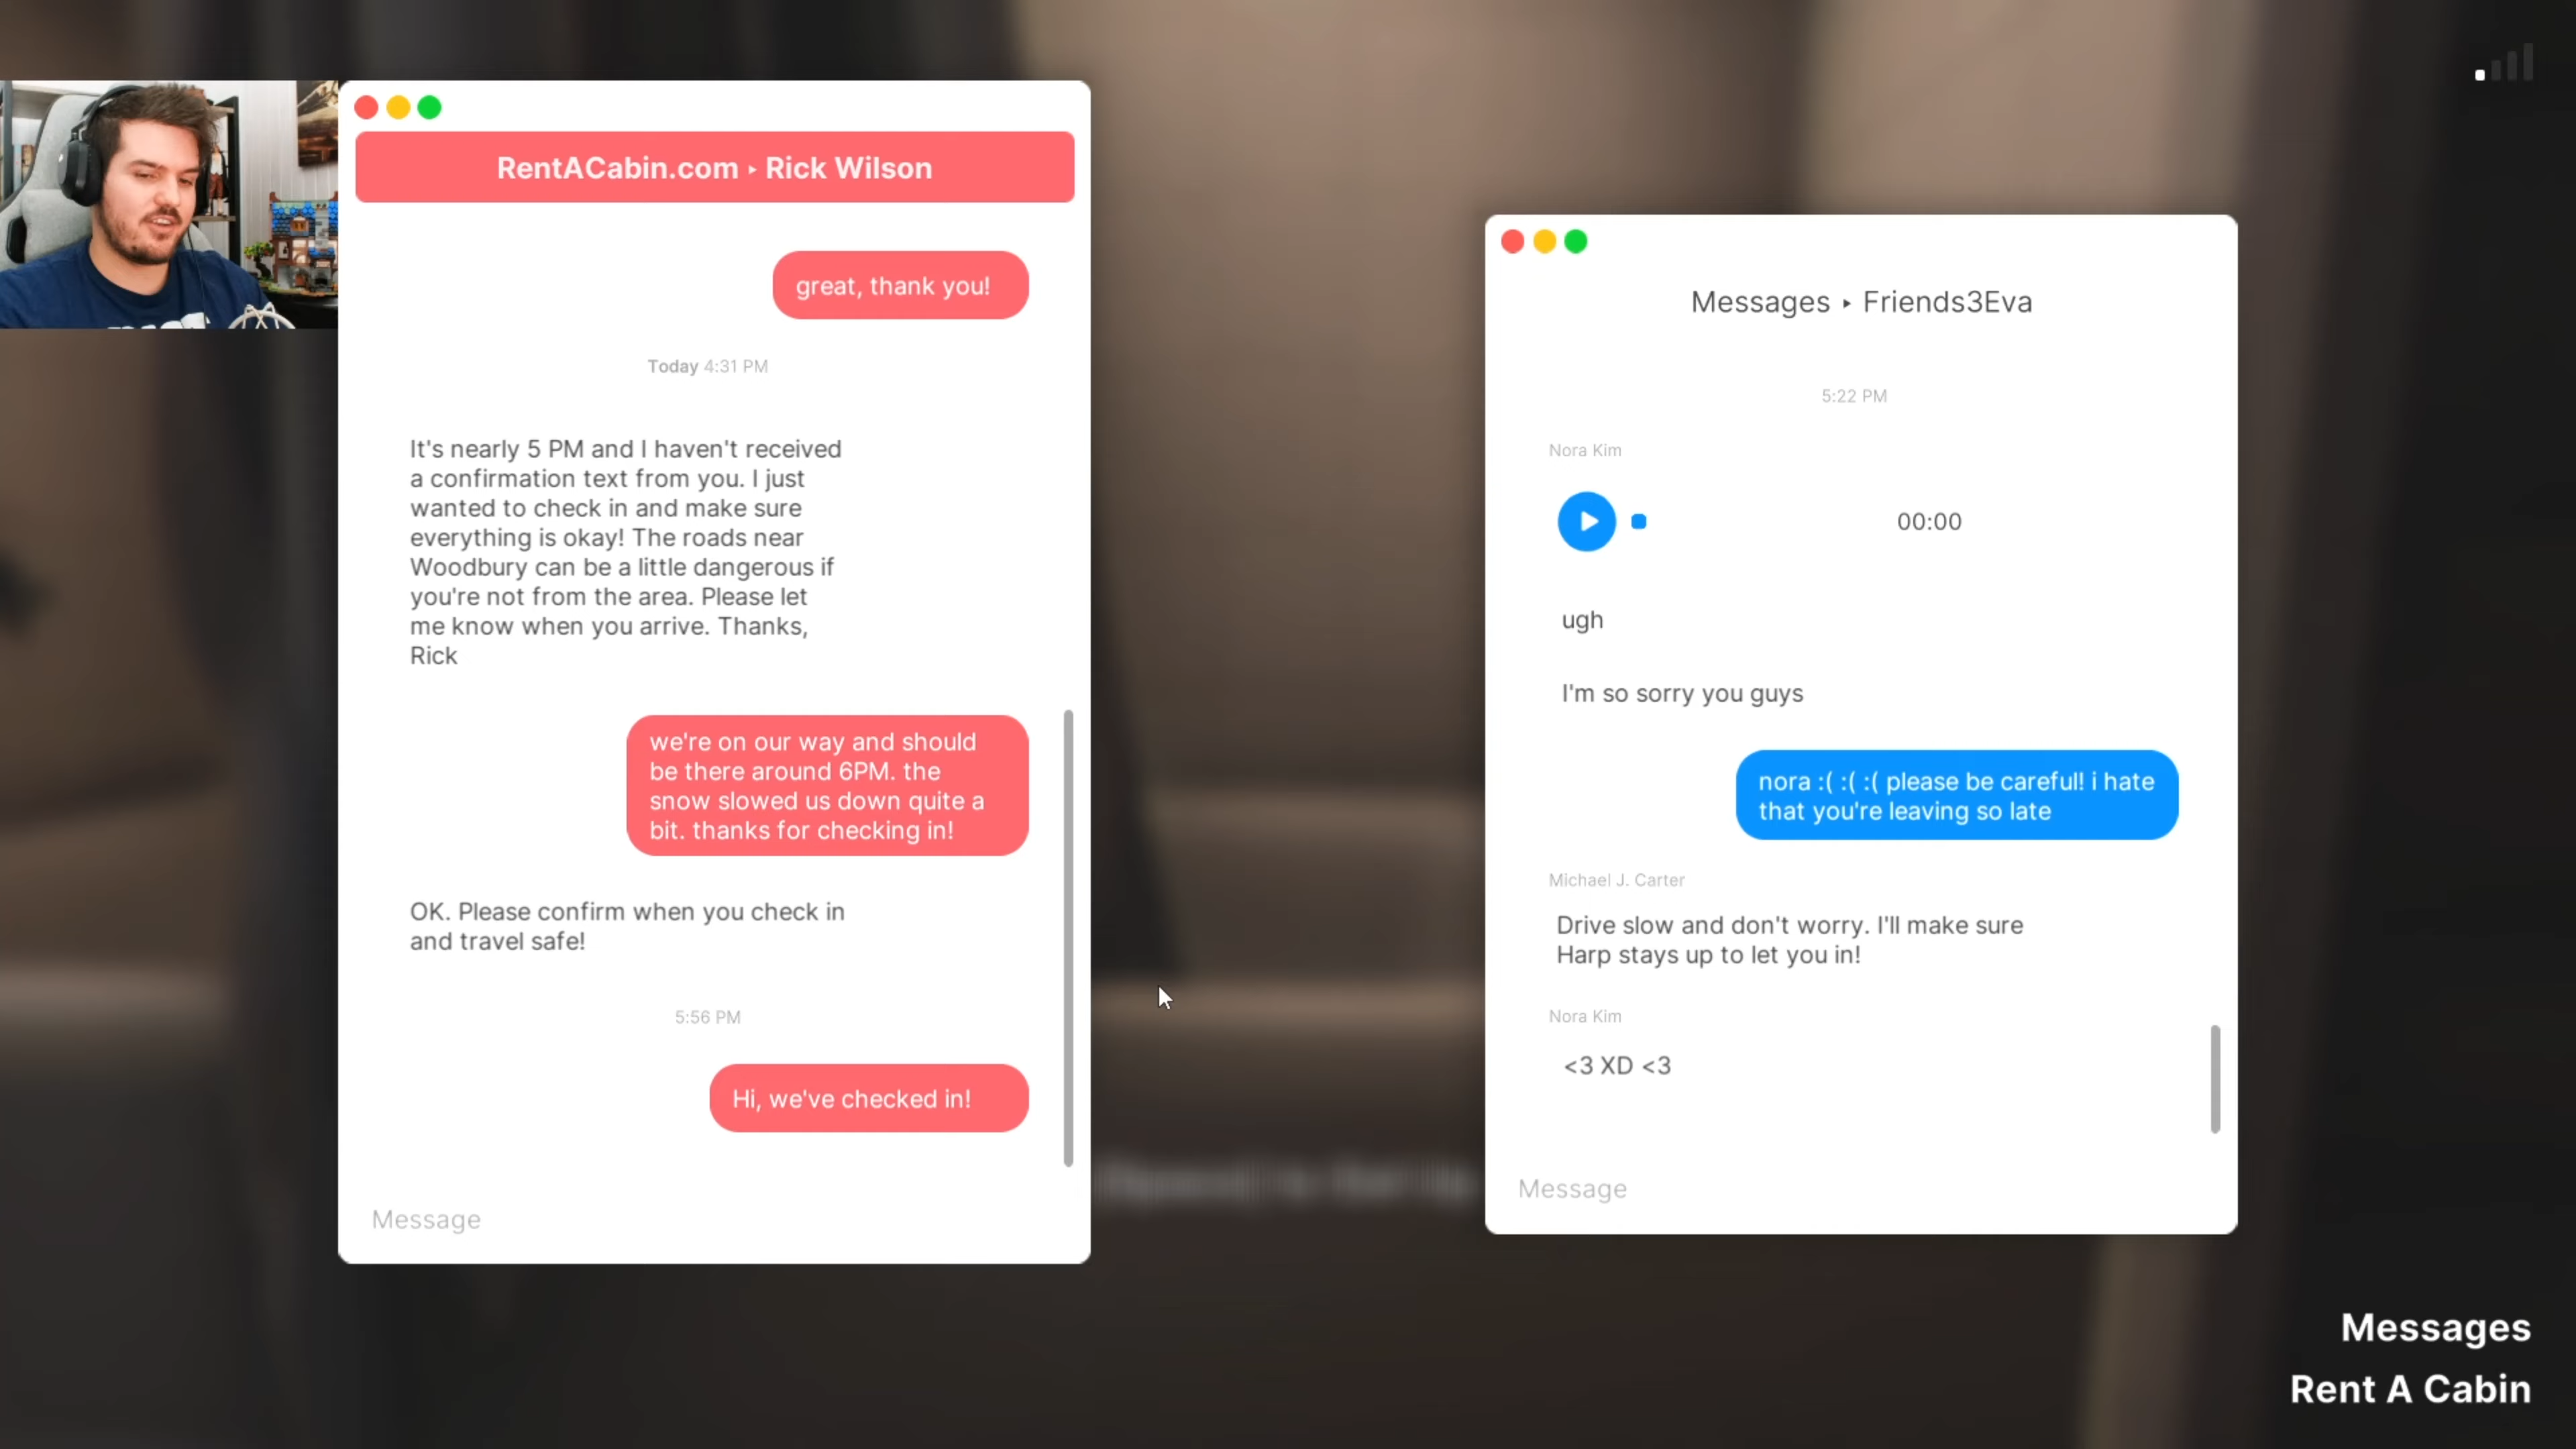 RentACabin.com ▸ Rick Wilson
great, thank you!
Today 4:31 PM
It's nearly 5 PM and I haven't received
a confirmation text from you. I just
wanted to check in and make sure
everything is okay! The roads near
Woodbury can be a little dangerous if
you're not from the area. Please let
me know when you arrive. Thanks,
Rick
we're on our way and should
be there around 6PM. the
snow slowed us down quite a
bit. thanks for checking in!
OK. Please confirm when you check in
and travel safe!
5:56 PM
Hi, we've checked in!
Message
Messages ▸ Friends3Eva
5:22 PM
Nora Kim
00:00
ugh
I'm so sorry you guys
nora :( :( :( please be careful! i hate
that you're leaving so late
Michael J. Carter
Drive slow and don't worry. I'll make sure
Harp stays up to let you in!
Nora Kim
<3 XD <3
Message
Messages
Rent A Cabin